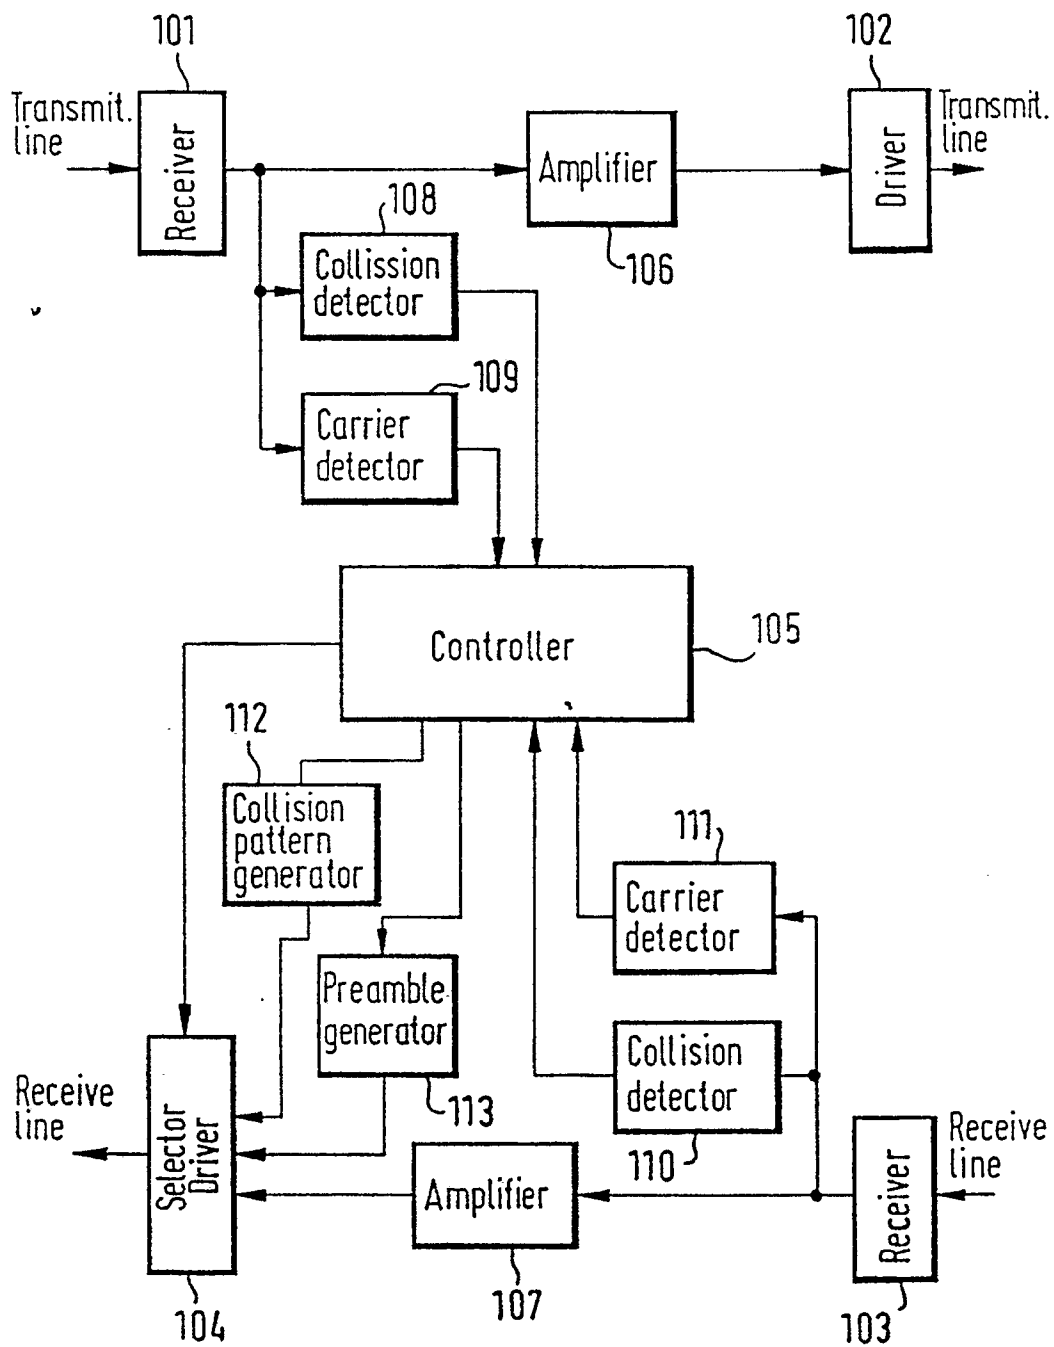 101
102
Transmit.
line
Receiver
Amplifier
Driver
Transmit.
line
108
106
Collission
detector
109
Carrier
detector
Controller
105
112
Collision
pattern
generator
111
Carrier
detector
Preamble
generator
113
Collision
detector
110
Receive
line
Selector
Driver
Amplifier
Receiver
Receive
line
104
107
103